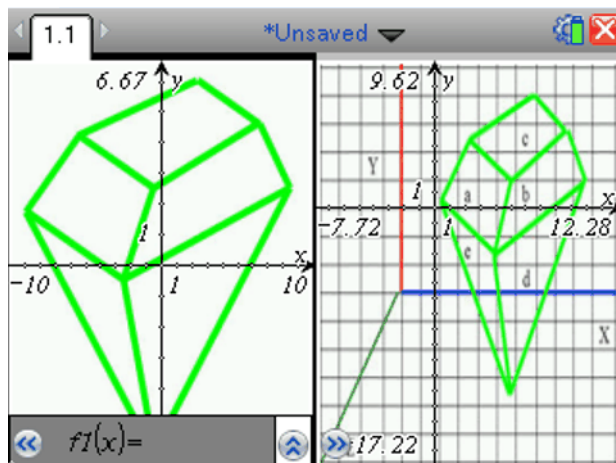 1.1
*Unsaved
6.67 y
1
x
-10
1
10
f1(x)=
9.62 y
Y
c
1
a
b
x
-7.72
1
12.28
e
d
X
17.22